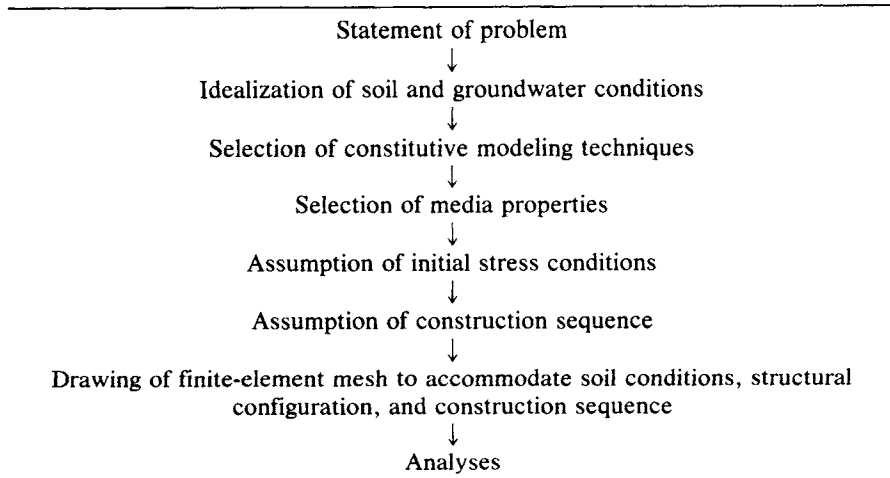 Statement of problem
↓
Idealization of soil and groundwater conditions
↓
Selection of constitutive modeling techniques
↓
Selection of media properties
↓
Assumption of initial stress conditions
↓
Assumption of construction sequence
↓
Drawing of finite-element mesh to accommodate soil conditions, structural
configuration, and construction sequence
↓
Analyses